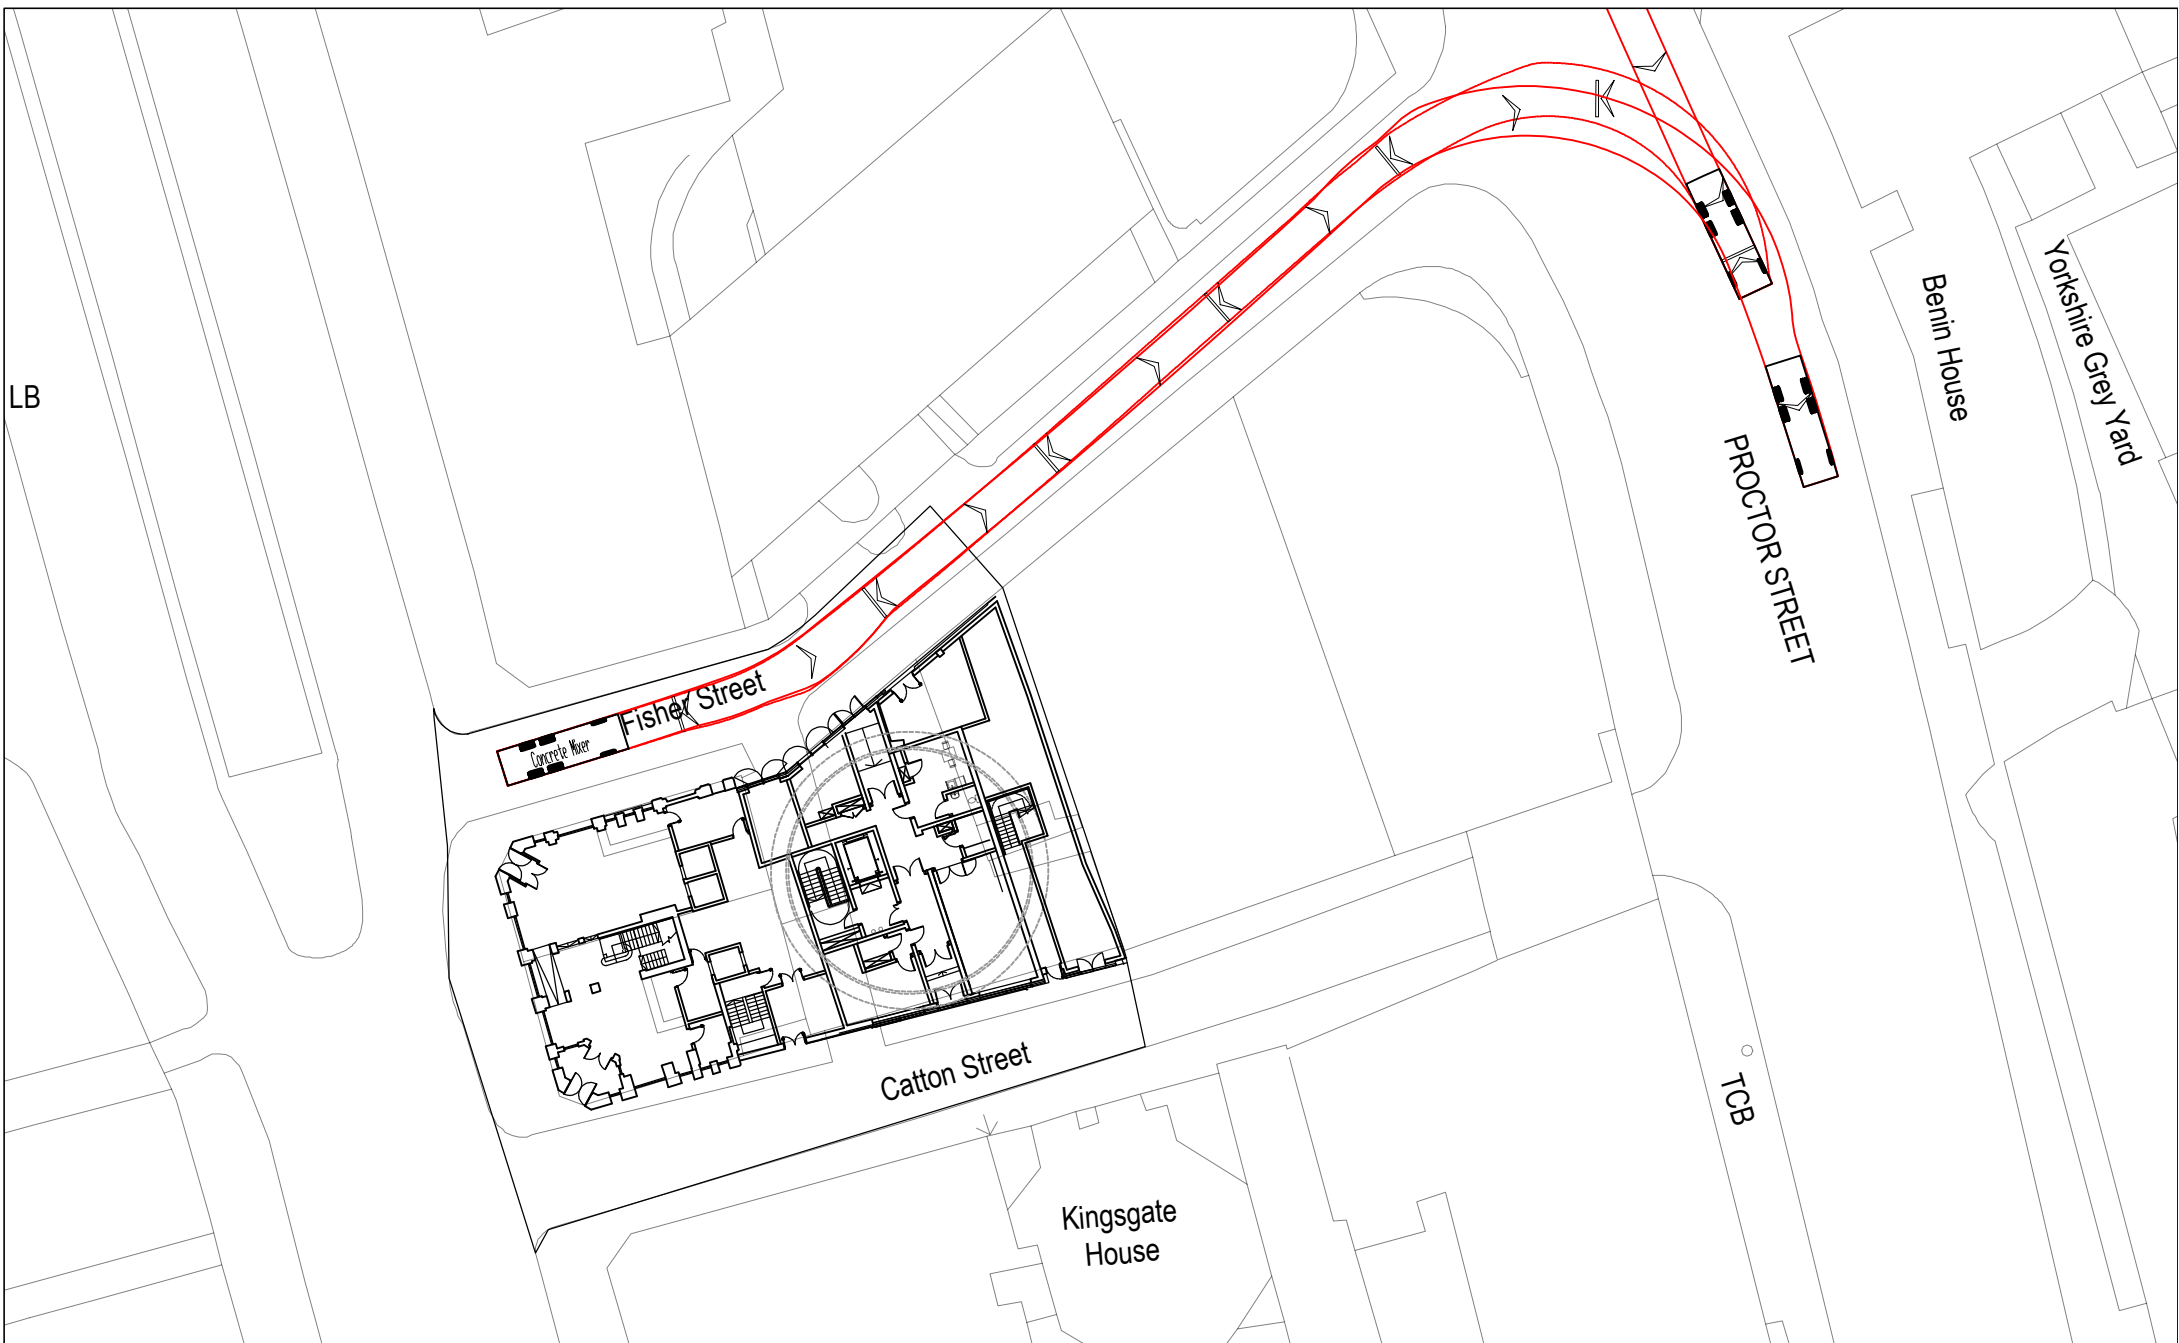 LB
Benin House
Yorkshire Grey Yard
PROCTOR STREET
Fisher Street
Concrete Mixer
Catton Street
TCB
Kingsgate
House